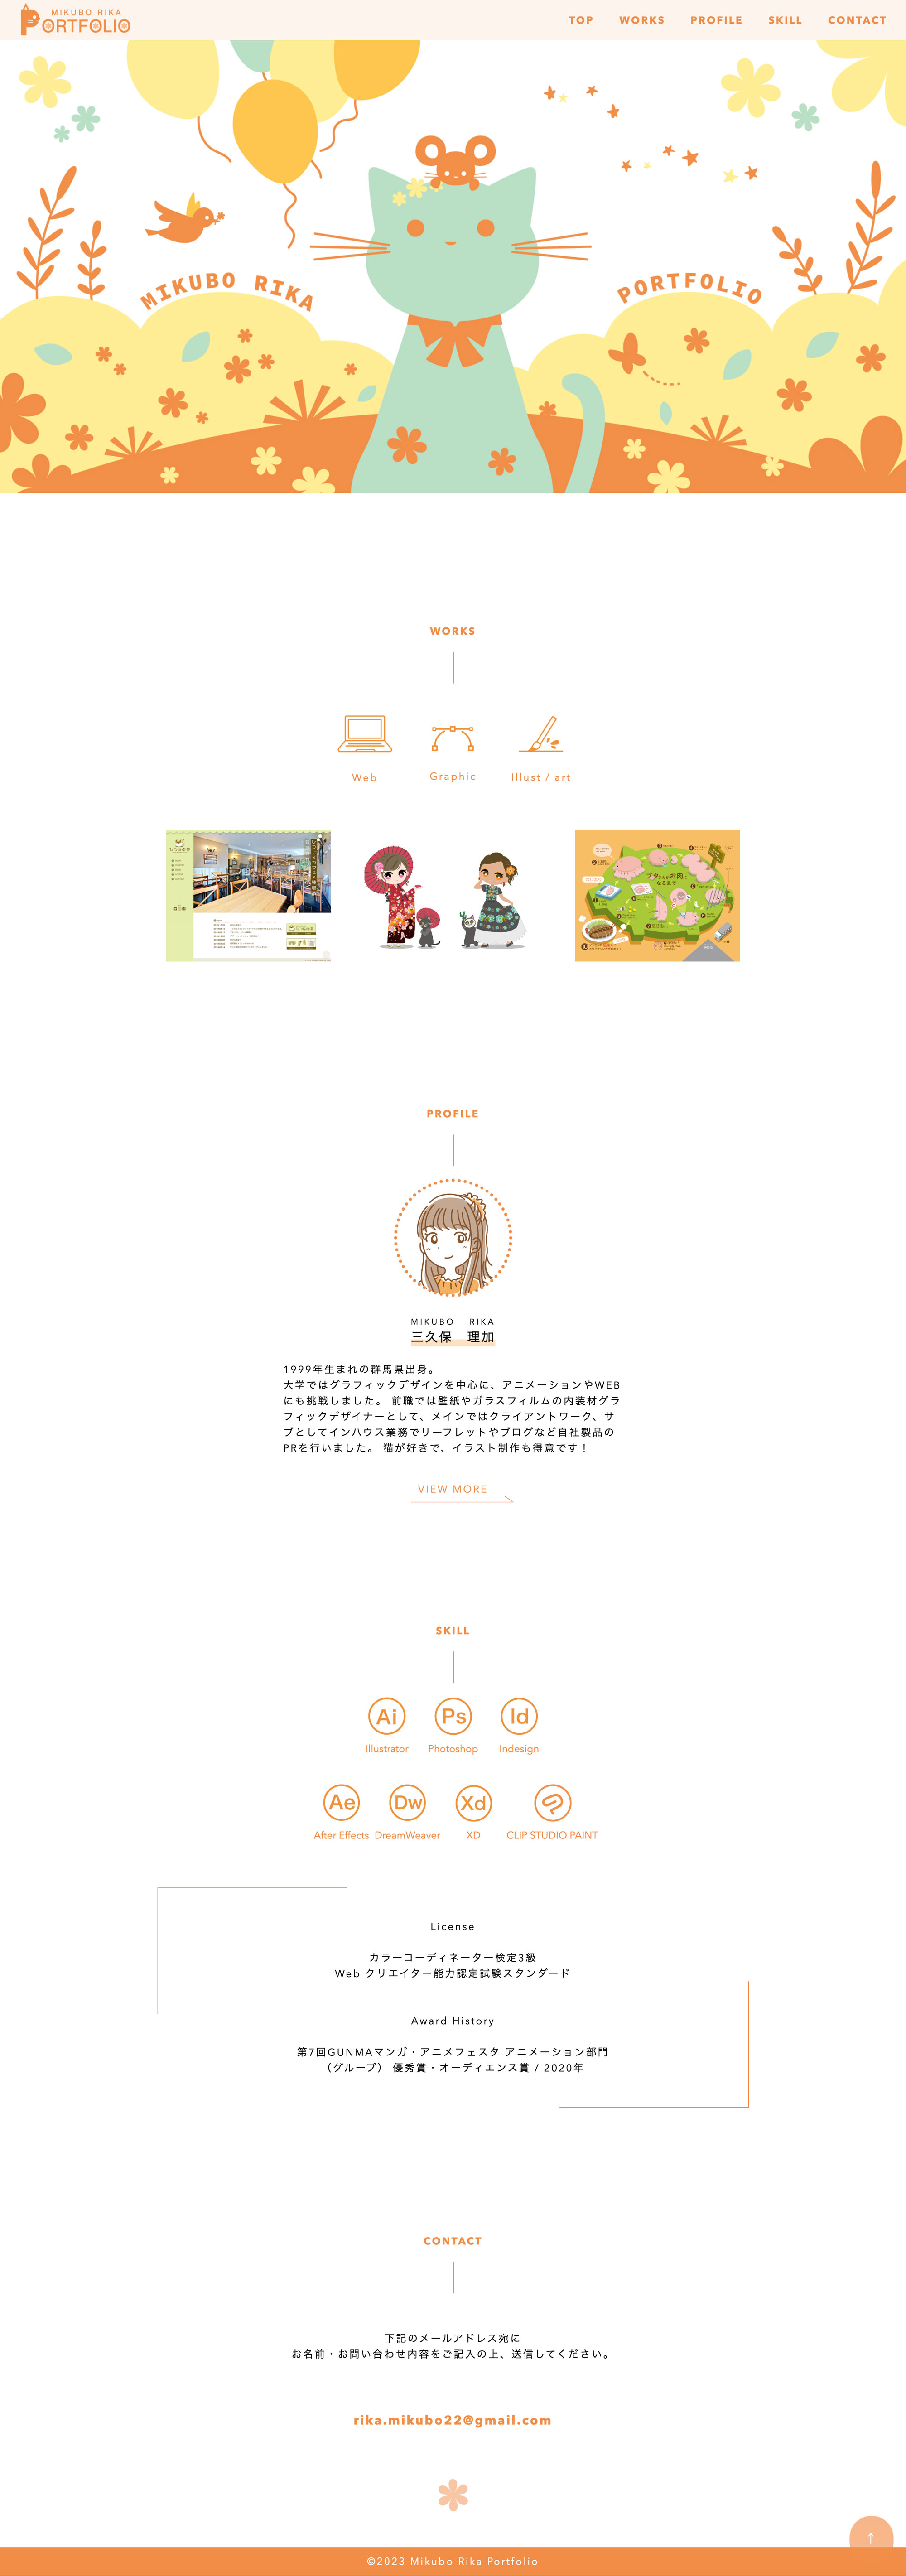 MIKUBO RIKA
PORTFOLIO
TOP WORKS PROFILE SKILL CONTACT
MIKUBO RIKA
PORTFOLIO
WORKS
Web
Graphic
Illust / art
ブタさんがお肉に
なるまで
PROFILE
MIKUBO RIKA
三久保 理加
1999年生まれの群馬県出身。
大学ではグラフィックデザインを中心に、アニメーションやWEB
にも挑戦しました。 前職では壁紙やガラスフィルムの内装材グラ
フィックデザイナーとして、メインではクライアントワーク、サ
ブとしてインハウス業務でリーフレットやブログなど自社製品の
PRを行いました。 猫が好きで、イラスト制作も得意です！
VIEW MORE
SKILL
Ai
Ps
Id
Illustrator
Photoshop
Indesign
Ae
Dw
Xd
After Effects
DreamWeaver
XD
CLIP STUDIO PAINT
License
カラーコーディネーター検定3級
Web クリエイター能力認定試験スタンダード
Award History
第7回GUNMAマンガ・アニメフェスタ アニメーション部門
（グループ） 優秀賞・オーディエンス賞 / 2020年
CONTACT
下記のメールアドレス宛に
お名前・お問い合わせ内容をご記入の上、送信してください。
rika.mikubo22@gmail.com
↑
©2023 Mikubo Rika Portfolio